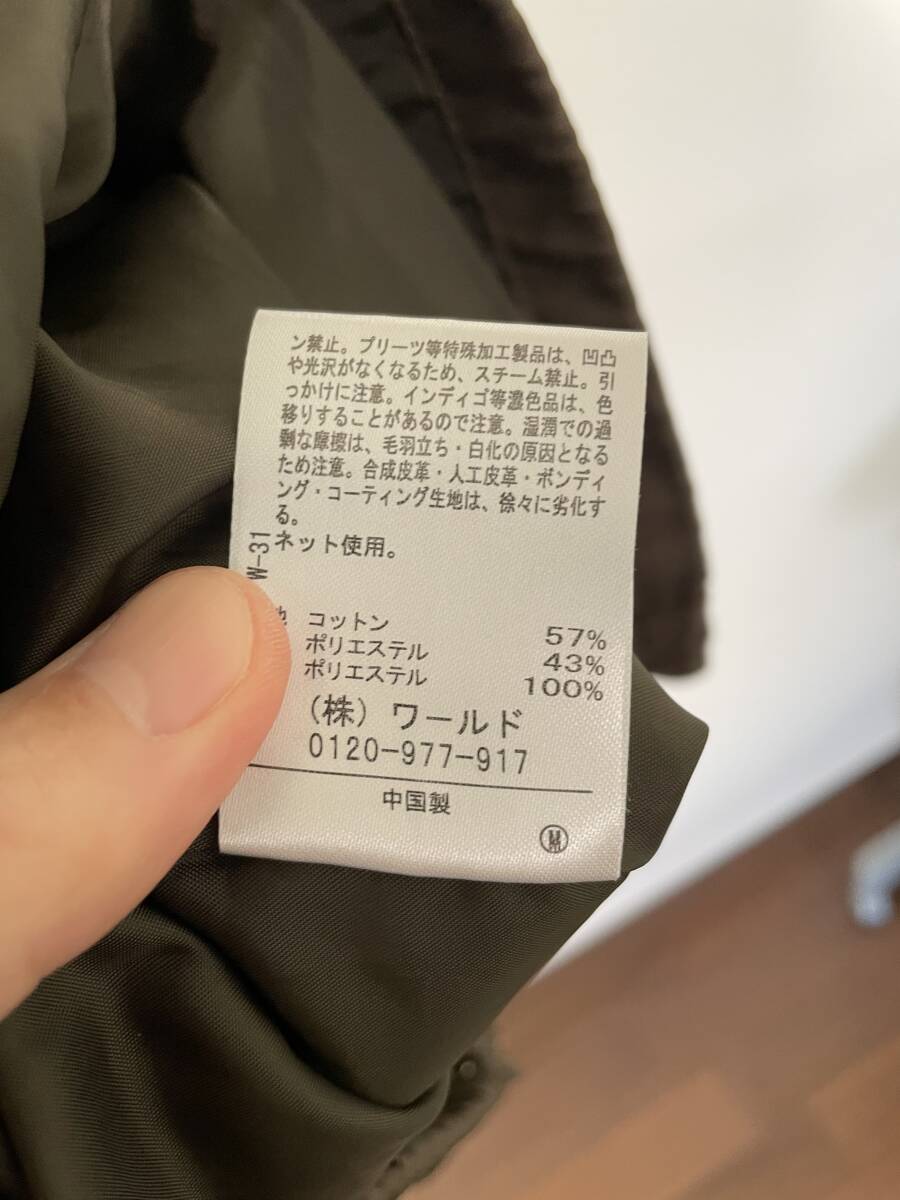 ン禁止。プリーツ等特殊加工製品は、凹凸
や光沢がなくなるため、スチーム禁止。引
っかけに注意。インディゴ等濃色品は、色
移りすることがあるので注意。湿潤での過
剰な摩擦は、毛羽立ち・白化の原因となる
ため注意。合成皮革・人工皮革・ボンディ
ング・コーティング生地は、徐々に劣化す
る。
ネット使用。
W-31
コットン 57%
ポリエステル 43%
ポリエステル 100%
(株) ワールド
0120-977-917
中国製